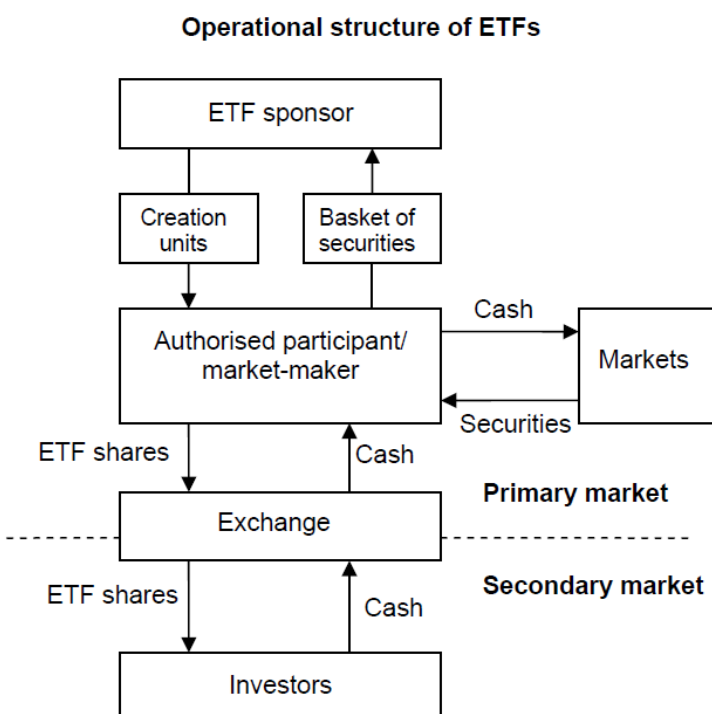 Operational structure of ETFs
ETF sponsor
Creation
units
Basket of
securities
Authorised participant/
market-maker
Cash
Markets
Securities
ETF shares
Cash
Primary market
Exchange
Secondary market
ETF shares
Cash
Investors